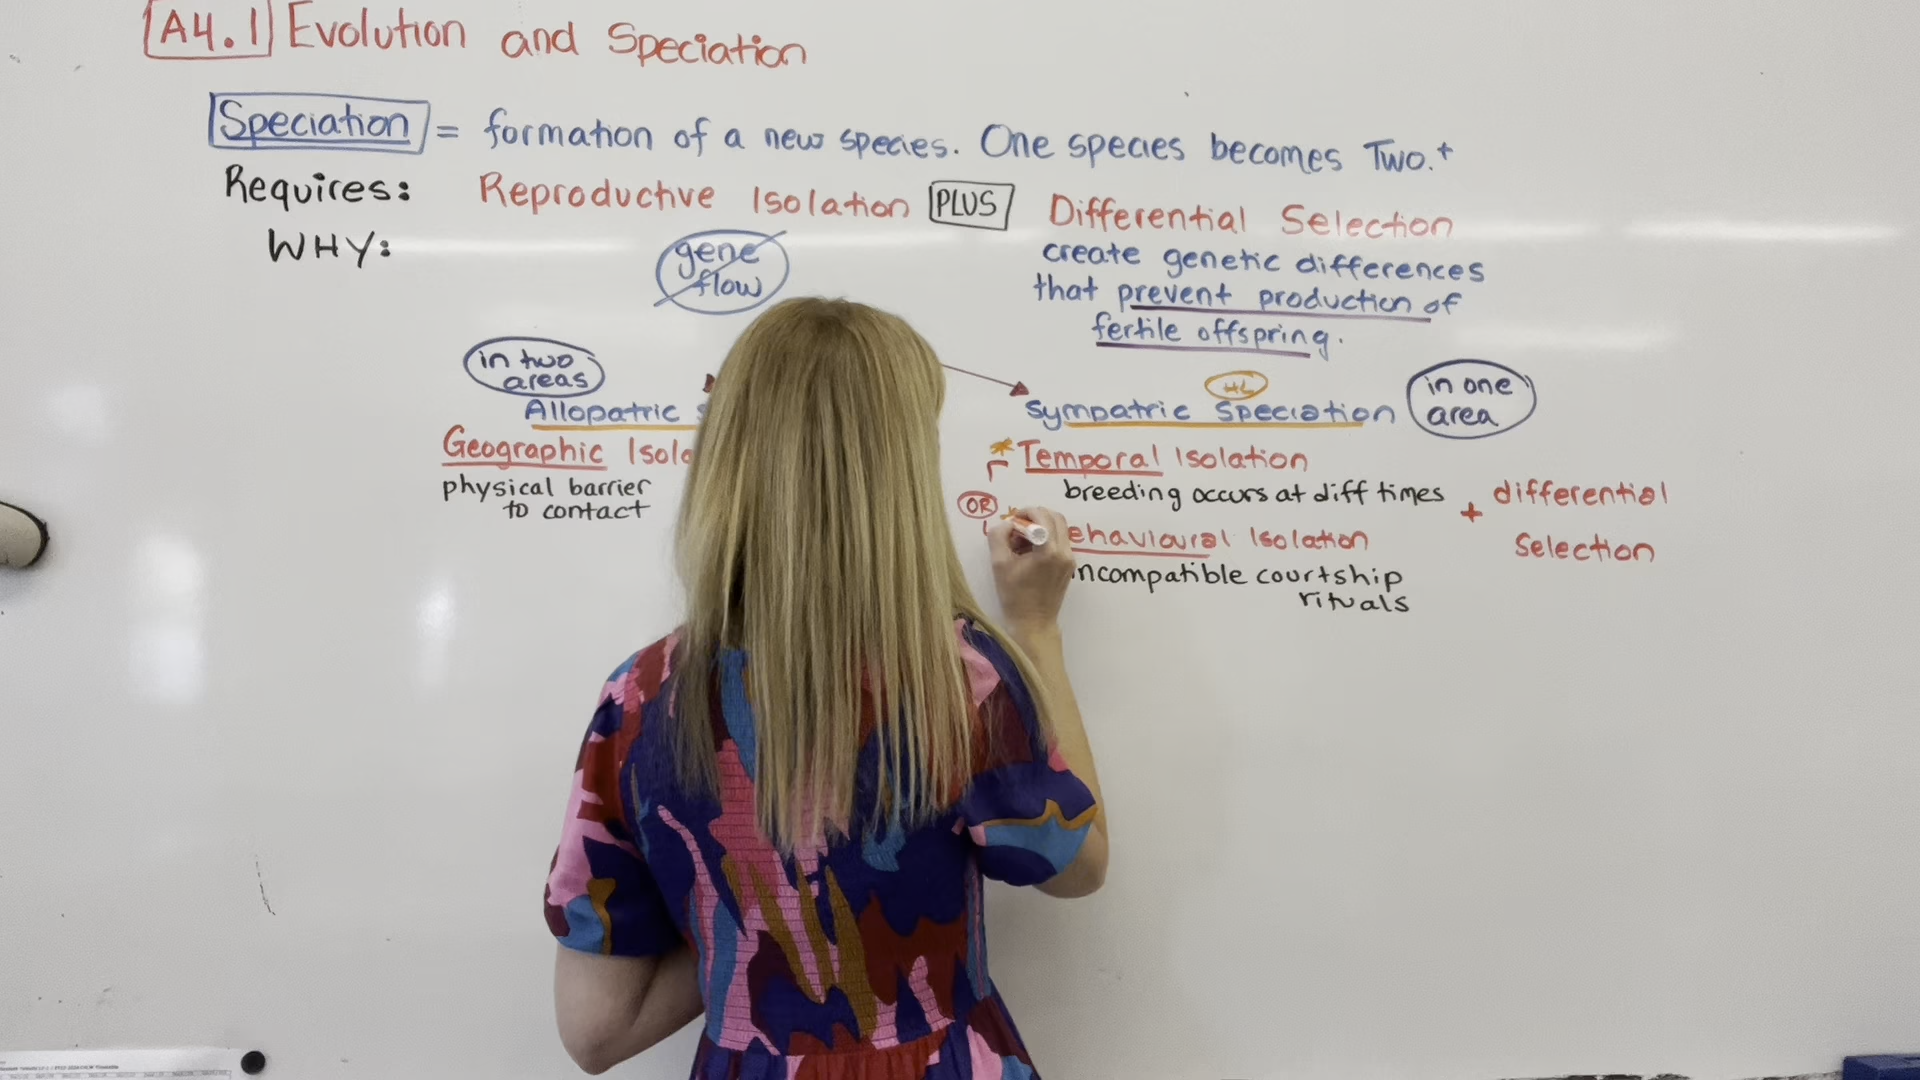 A4.1 Evolution and Speciation
Speciation = formation of a new species. One species becomes Two.+
Requires: Reproductive Isolation PLUS Differential Selection
WHY:
gene
flow
create genetic differences
that prevent production of
fertile offspring.
in two
areas
Allopatric
Geographic
physical barrier
to contact
HL
Sympatric Speciation
in one
area
* Temporal Isolation
breeding occurs at diff times
OR
ehavioural Isolation
ncompatible courtship
rituals
+ differential
Selection